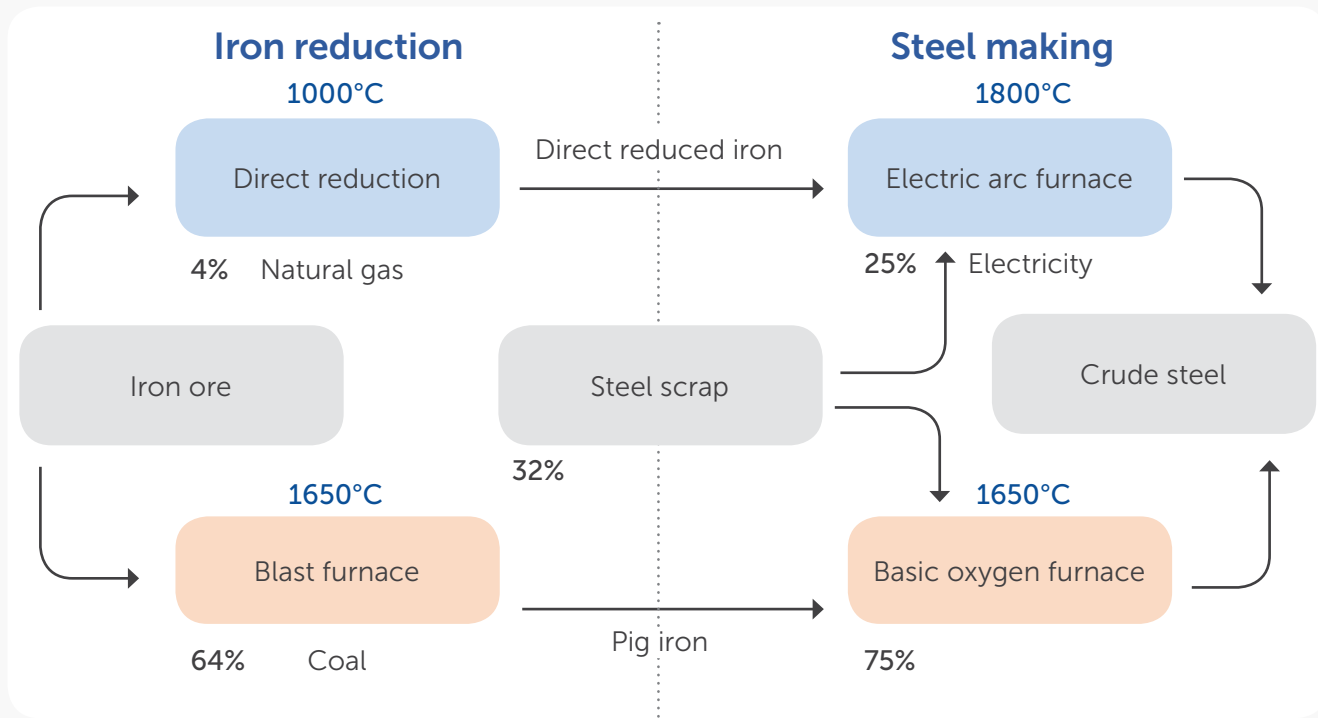 Iron reduction
Steel making
1000°C
1800°C
Direct reduction
Direct reduced iron
Electric arc furnace
4% Natural gas
25% Electricity
Iron ore
Steel scrap
Crude steel
32%
1650°C
1650°C
Blast furnace
Basic oxygen furnace
Pig iron
64% Coal
75%